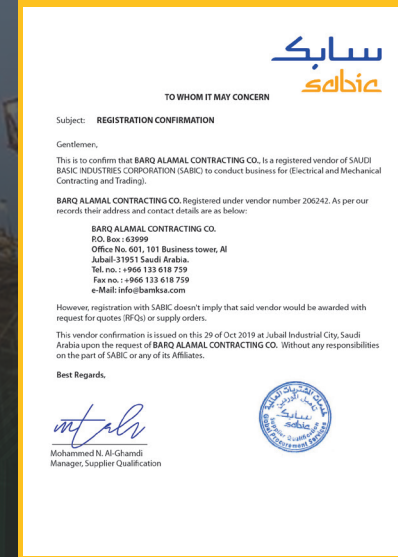 سابك
sabic
TO WHOM IT MAY CONCERN
Subject: REGISTRATION CONFIRMATION
Gentlemen,
This is to confirm that BARQ ALAMAL CONTRACTING CO., Is a registered vendor of SAUDI
BASIC INDUSTRIES CORPORATION (SABIC) to conduct business for (Electrical and Mechanical
Contracting and Trading).
BARQ ALAMAL CONTRACTING CO. Registered under vendor number 206242. As per our
records their address and contact details are as below:
BARQ ALAMAL CONTRACTING CO.
P.O. Box : 63999
Office No. 601, 101 Business tower, Al
Jubail-31951 Saudi Arabia.
Tel. no. : +966 133 618 759
Fax no. : +966 133 618 759
e-Mail: info@bamksa.com
However, registration with SABIC doesn't imply that said vendor would be awarded with
request for quotes (RFQs) or supply orders.
This vendor confirmation is issued on this 29 of Oct 2019 at Jubail Industrial City, Saudi
Arabia upon the request of BARQ ALAMAL CONTRACTING CO. Without any responsibilities
on the part of SABIC or any of its Affiliates.
Best Regards,
Mohammed N. Al-Ghamdi
Manager, Supplier Qualification
سابك
sabic
Supplier Qualification
Global Procurement Services